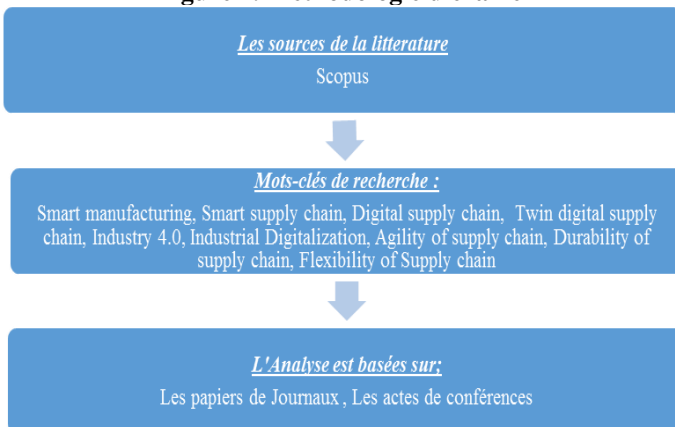 Les sources de la litterature
Scopus
Mots-clés de recherche :
Smart manufacturing, Smart supply chain, Digital supply chain, Twin digital supply
chain, Industry 4.0, Industrial Digitalization, Agility of supply chain, Durability of
supply chain, Flexibility of Supply chain
L'Analyse est basées sur;
Les papiers de Journaux , Les actes de conférences